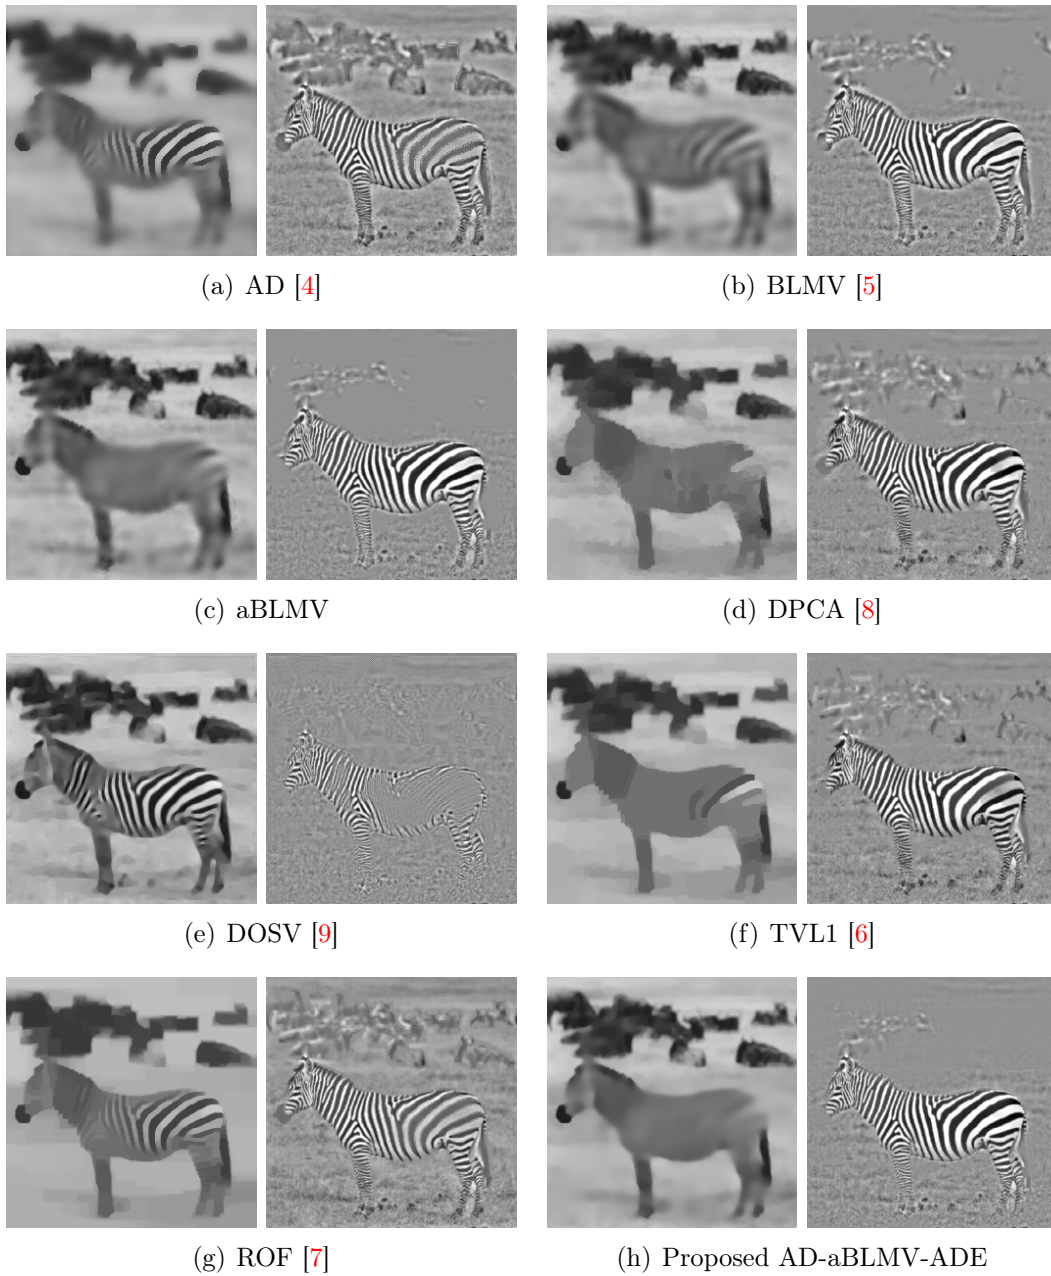 (a) AD [4]
(b) BLMV [5]
(c) aBLMV
(d) DPCA [8]
(e) DOSV [9]
(f) TVL1 [6]
(g) ROF [7]
(h) Proposed AD-aBLMV-ADE